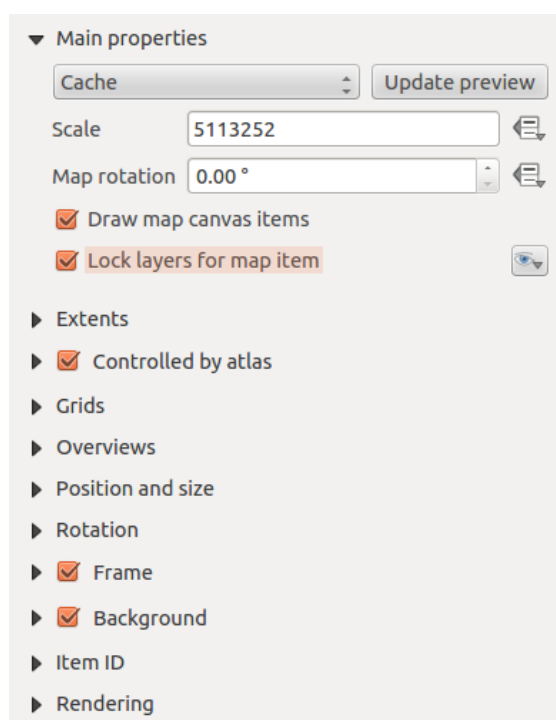 Main properties
Cache Update preview
Scale 5113252
Map rotation 0.00 °
Draw map canvas items
Lock layers for map item
Extents
Controlled by atlas
Grids
Overviews
Position and size
Rotation
Frame
Background
Item ID
Rendering